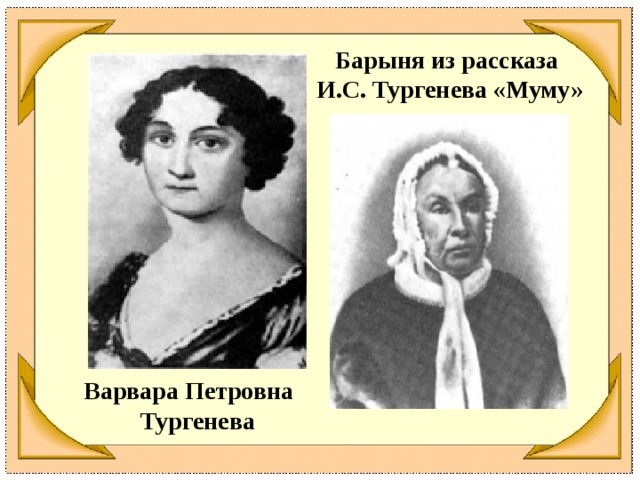 Барыня из рассказа
И.С. Тургенева «Муму»
Варвара Петровна
Тургенева